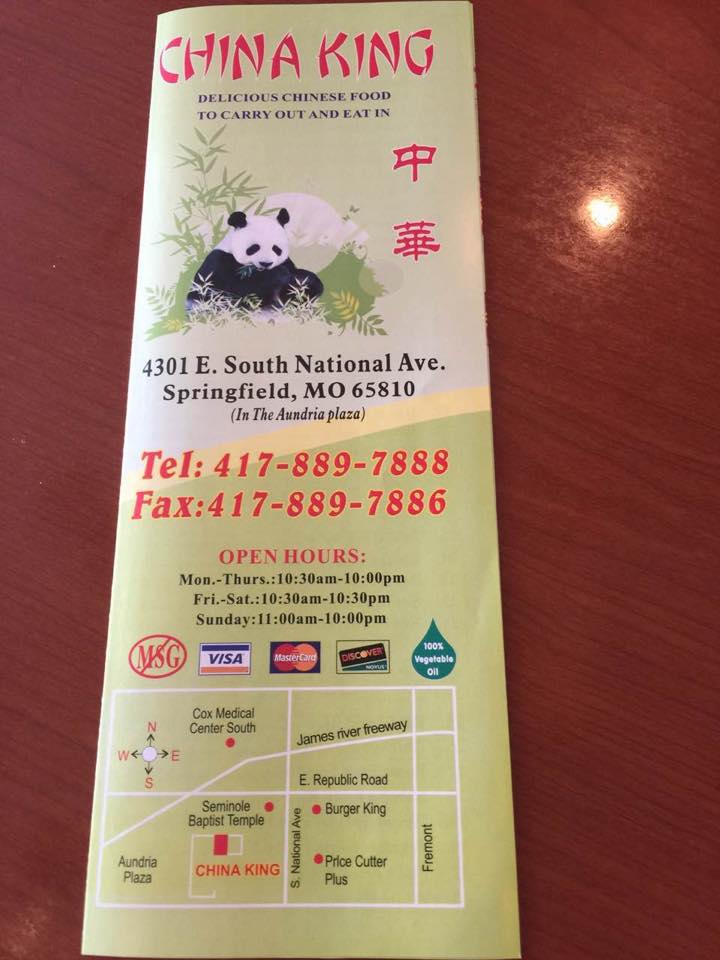 CHINA KING
DELICIOUS CHINESE FOOD
TO CARRY OUT AND EAT IN
中
華
4301 E. South National Ave.
Springfield, MO 65810
(In The Aundria plaza)
Tel: 417-889-7888
Fax:417-889-7886
OPEN HOURS:
Mon.-Thurs.:10:30am-10:00pm
Fri.-Sat.:10:30am-10:30pm
Sunday:11:00am-10:00pm
MSG
VISA
MasterCard
DISCOVER
NOVUS
100%
Vegetable
Oil
N
W
E
S
Cox Medical
Center South
James river freeway
E. Republic Road
Seminole
Baptist Temple
Burger King
S. National Ave
Fremont
Aundria
Plaza
CHINA KING
PrIce Cutter
Plus